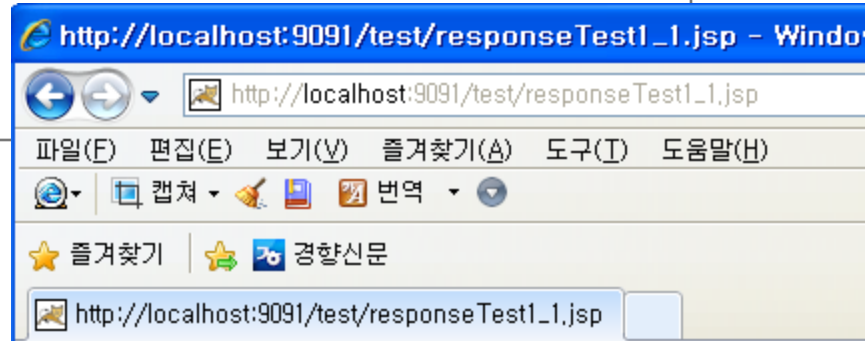 http://localhost:9091/test/responseTest1_1.jsp - Windo
http://localhost:9091/test/responseTest1_1.jsp
파일(F) 편집(E) 보기(V) 즐겨찾기(A) 도구(T) 도움말(H)
캡쳐 번역
즐겨찾기 경향신문
http://localhost:9091/test/responseTest1_1.jsp